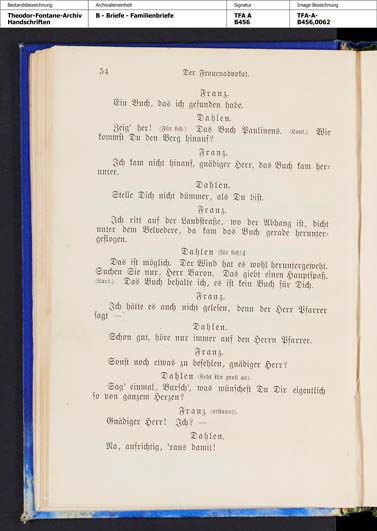 Bestandsbezeichnung
Theodor-Fontane-Archiv
Handschriften
Archivalieneinheit
B - Briefe - Familienbriefe
Signatur
TFA A
B456
Image-Bezeichnung
TFA-A-
B456,0062
54
Der Frauenadvokat.
Franz.
Ein Buch, das ich gefunden habe.
Dahlen.
Zeig' her! (Für sich.) Das Buch Paulinens. (Laut.) Wie
kommst Du den Berg hinauf?
Franz.
Ich kam nicht hinauf, gnädiger Herr, das Buch kam her-
unter.
Dahlen.
Stelle Dich nicht dümmer, als Du bist.
Franz.
Ich ritt auf der Landstraße, wo der Abhang ist, dicht
unter dem Belvedere, da kam das Buch gerade herunter-
geflogen.
Dahlen (für sich).
Das ist möglich. Der Wind hat es wohl heruntergeweht.
Suchen Sie nur, Herr Baron. Das giebt einen Hauptspaß.
(Laut.) Das Buch behalte ich, es ist kein Buch für Dich.
Franz.
Ich hätte es auch nicht gelesen, denn der Herr Pfarrer
sagt —
Dahlen.
Schon gut, höre nur immer auf den Herrn Pfarrer.
Franz.
Sonst noch etwas zu befehlen, gnädiger Herr?
Dahlen (sieht ihn groß an).
Sag' einmal, Bursch', was wünschest Du Dir eigentlich
so von ganzem Herzen?
Franz (erstaunt).
Gnädiger Herr! Ich? —
Dahlen.
Na, aufrichtig, 'raus damit!